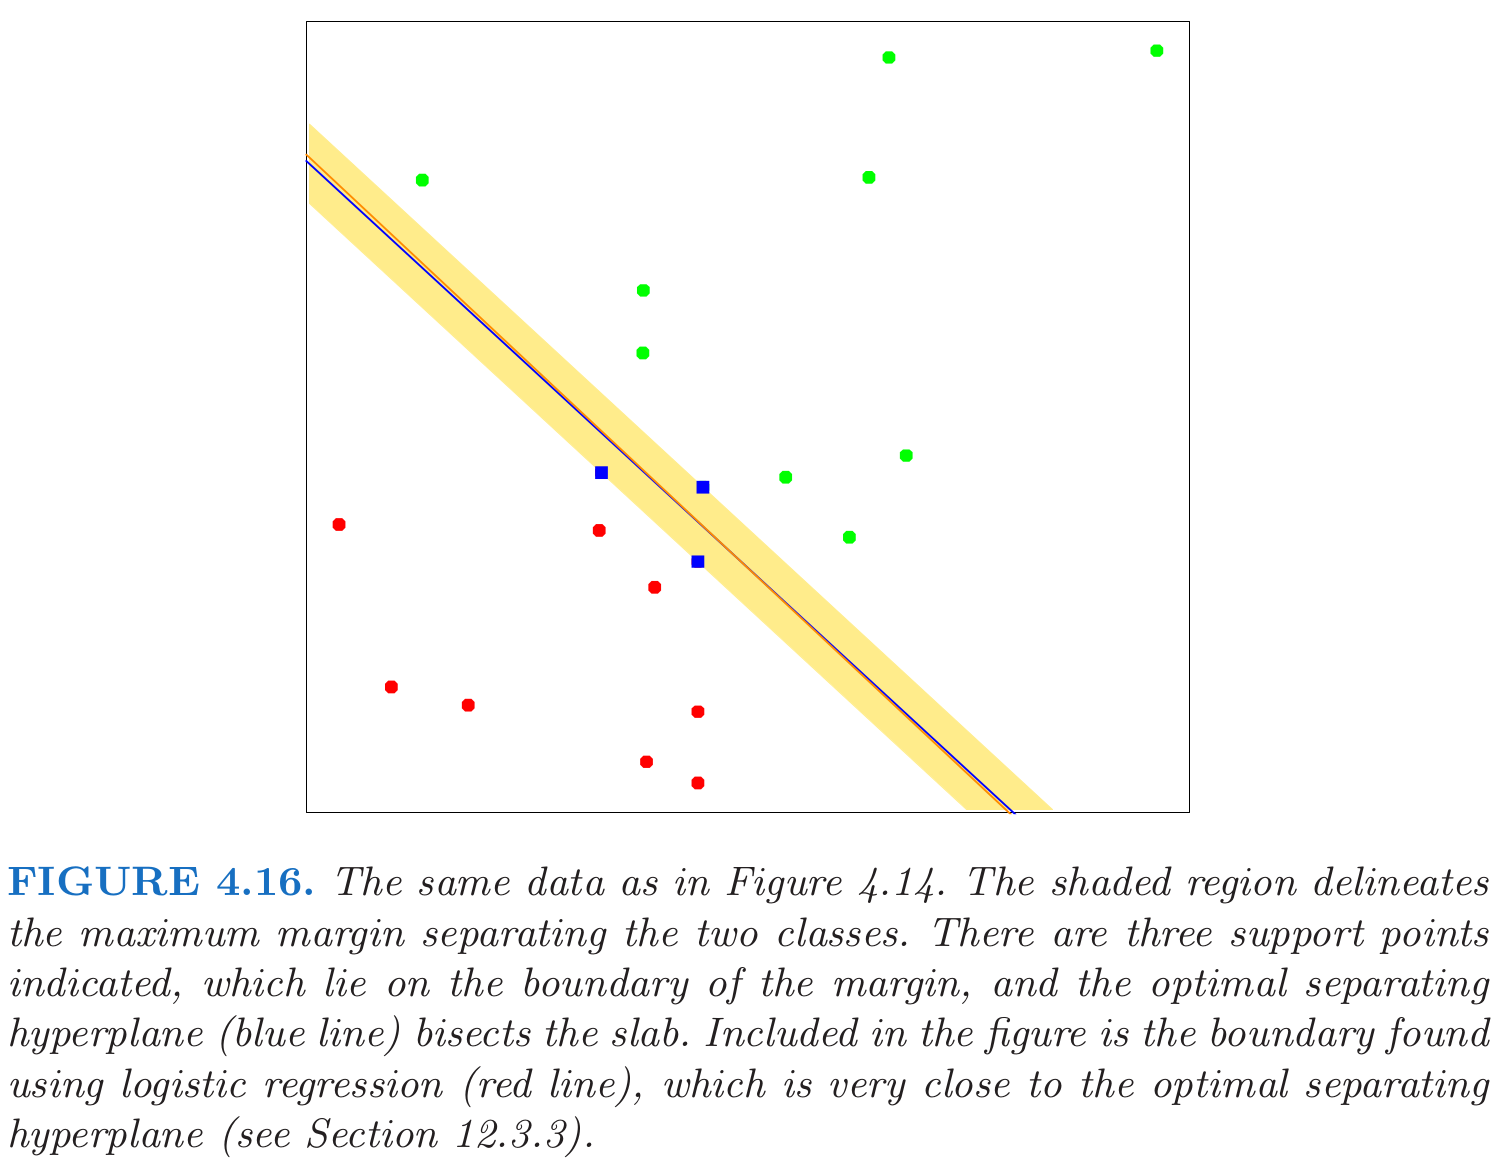 FIGURE 4.16. The same data as in Figure 4.14. The shaded region delineates
the maximum margin separating the two classes. There are three support points
indicated, which lie on the boundary of the margin, and the optimal separating
hyperplane (blue line) bisects the slab. Included in the figure is the boundary found
using logistic regression (red line), which is very close to the optimal separating
hyperplane (see Section 12.3.3).